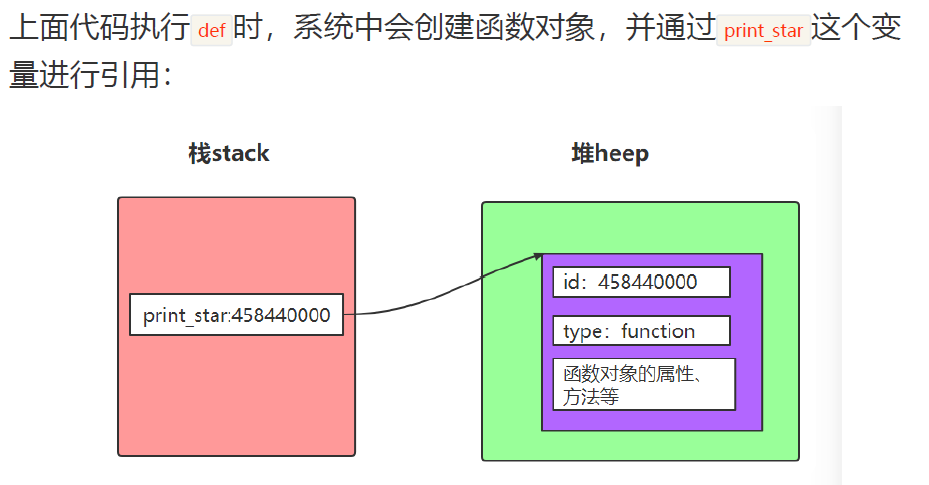 上面代码执行def时，系统中会创建函数对象，并通过print_star这个变
量进行引用：
栈stack
堆heep
print_star:458440000
id：458440000
type：function
函数对象的属性、
方法等